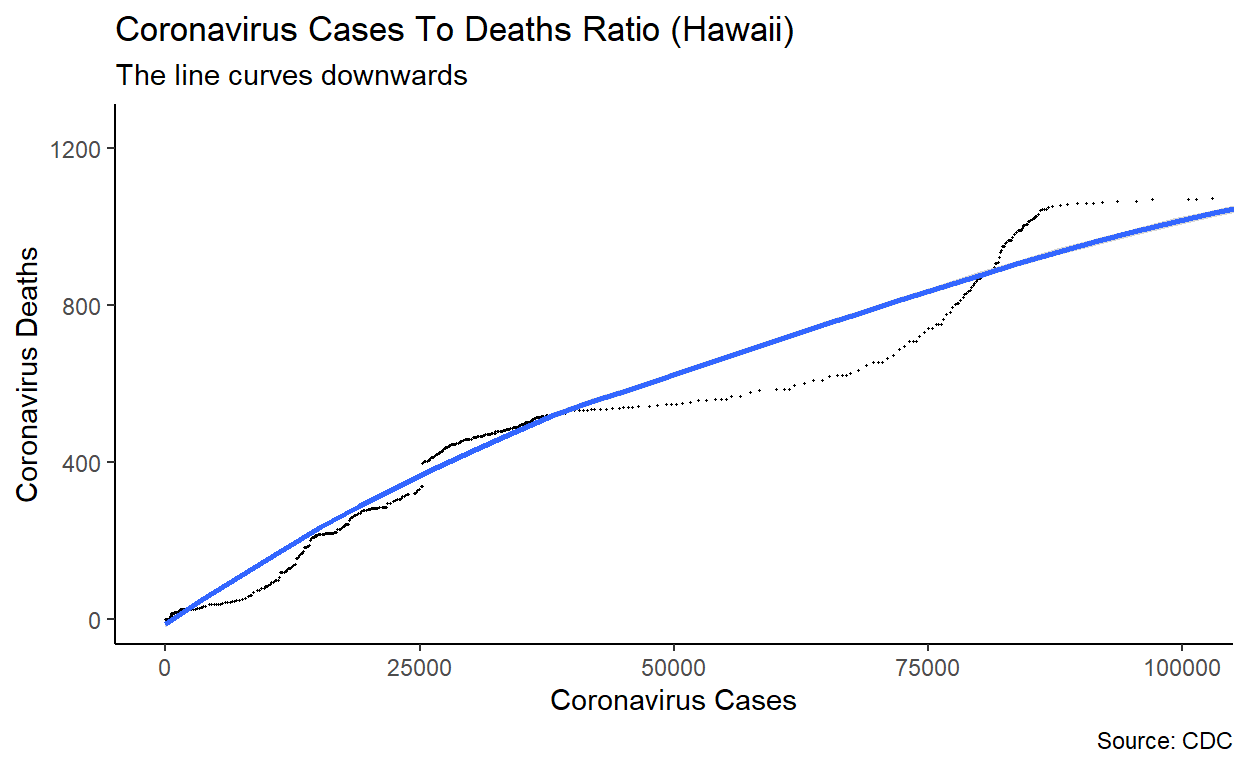 Coronavirus Cases To Deaths Ratio (Hawaii)
The line curves downwards
1200
800
400
0
Coronavirus Deaths
0 25000 50000 75000 100000
Coronavirus Cases
Source: CDC